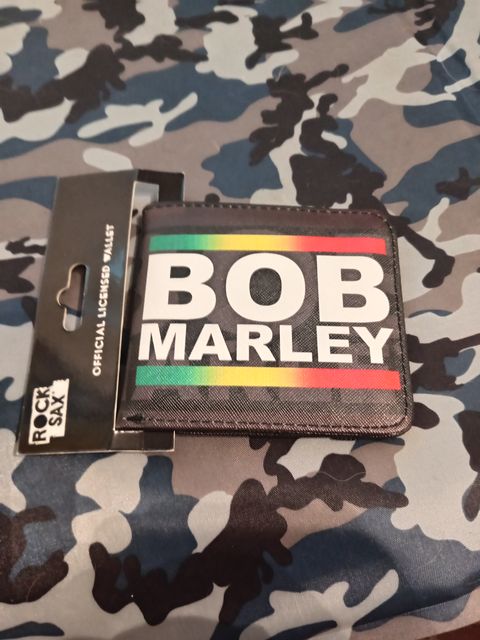 BOB
MARLEY
OFFICIAL LICENSED WALLET
ROCK
SAX